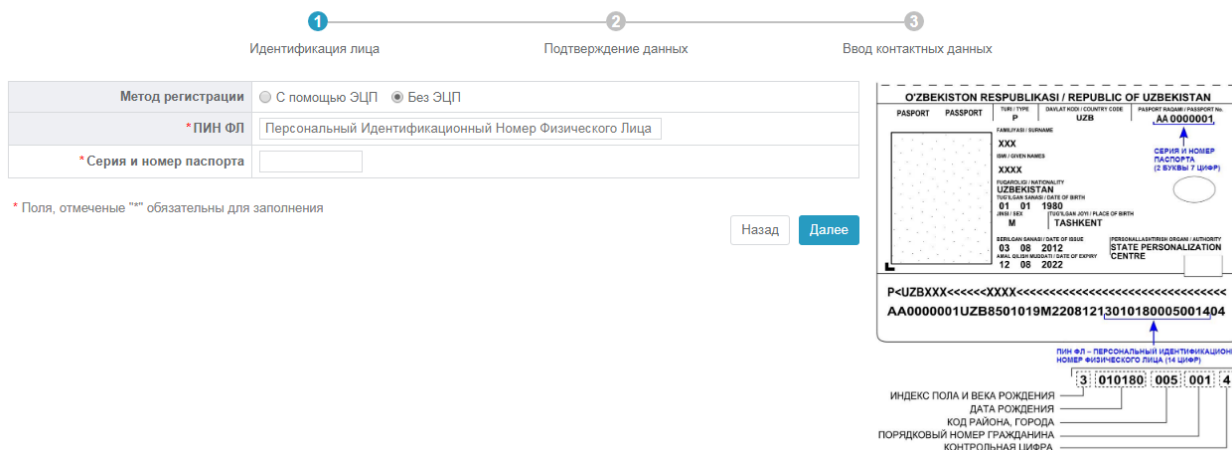 1 2 3
Идентификация лица Подтверждение данных Ввод контактных данных
Метод регистрации С помощью ЭЦП Без ЭЦП
* ПИН ФЛ Персональный Идентификационный Номер Физического Лица
* Серия и номер паспорта
* Поля, отмеченые "*" обязательны для заполнения
Назад Далее
O'ZBEKISTON RESPUBLIKASI / REPUBLIC OF UZBEKISTAN
PASPORT PASSPORT
TURI / TYPE
P
DAVLAT KODI / COUNTRY CODE
UZB
PASPORT RAQAMI / PASSPORT No.
AA 0000001
FAMILIYASI / SURNAME
XXX
ISMI / GIVEN NAMES
XXXX
СЕРИЯ И НОМЕР
ПАСПОРТА
(2 БУКВЫ 7 ЦИФР)
FUQAROLIGI / NATIONALITY
UZBEKISTAN
TUG'ILGAN SANASI / DATE OF BIRTH
01 01 1980
JINSI / SEX
M
TUG'ILGAN JOYI / PLACE OF BIRTH
TASHKENT
BERILGAN SANASI / DATE OF ISSUE
03 08 2012
AMAL QILISH MUDDATI / DATE OF EXPIRY
12 08 2022
PERSONALLASHTIRISH ORGANI / AUTHORITY
STATE PERSONALIZATION
CENTRE
P<UZBXXX<<<<<<XXXX<<<<<<<<<<<<<<<<<<<<<<<<<<<<<<
AA0000001UZB8501019M22081213010180005001404
ПИН ФЛ – ПЕРСОНАЛЬНЫЙ ИДЕНТИФИКАЦИОН
НОМЕР ФИЗИЧЕСКОГО ЛИЦА (14 ЦИФР)
3 010180 005 001 4
ИНДЕКС ПОЛА И ВЕКА РОЖДЕНИЯ
ДАТА РОЖДЕНИЯ
КОД РАЙОНА, ГОРОДА
ПОРЯДКОВЫЙ НОМЕР ГРАЖДАНИНА
КОНТРОЛЬНАЯ ЦИФРА